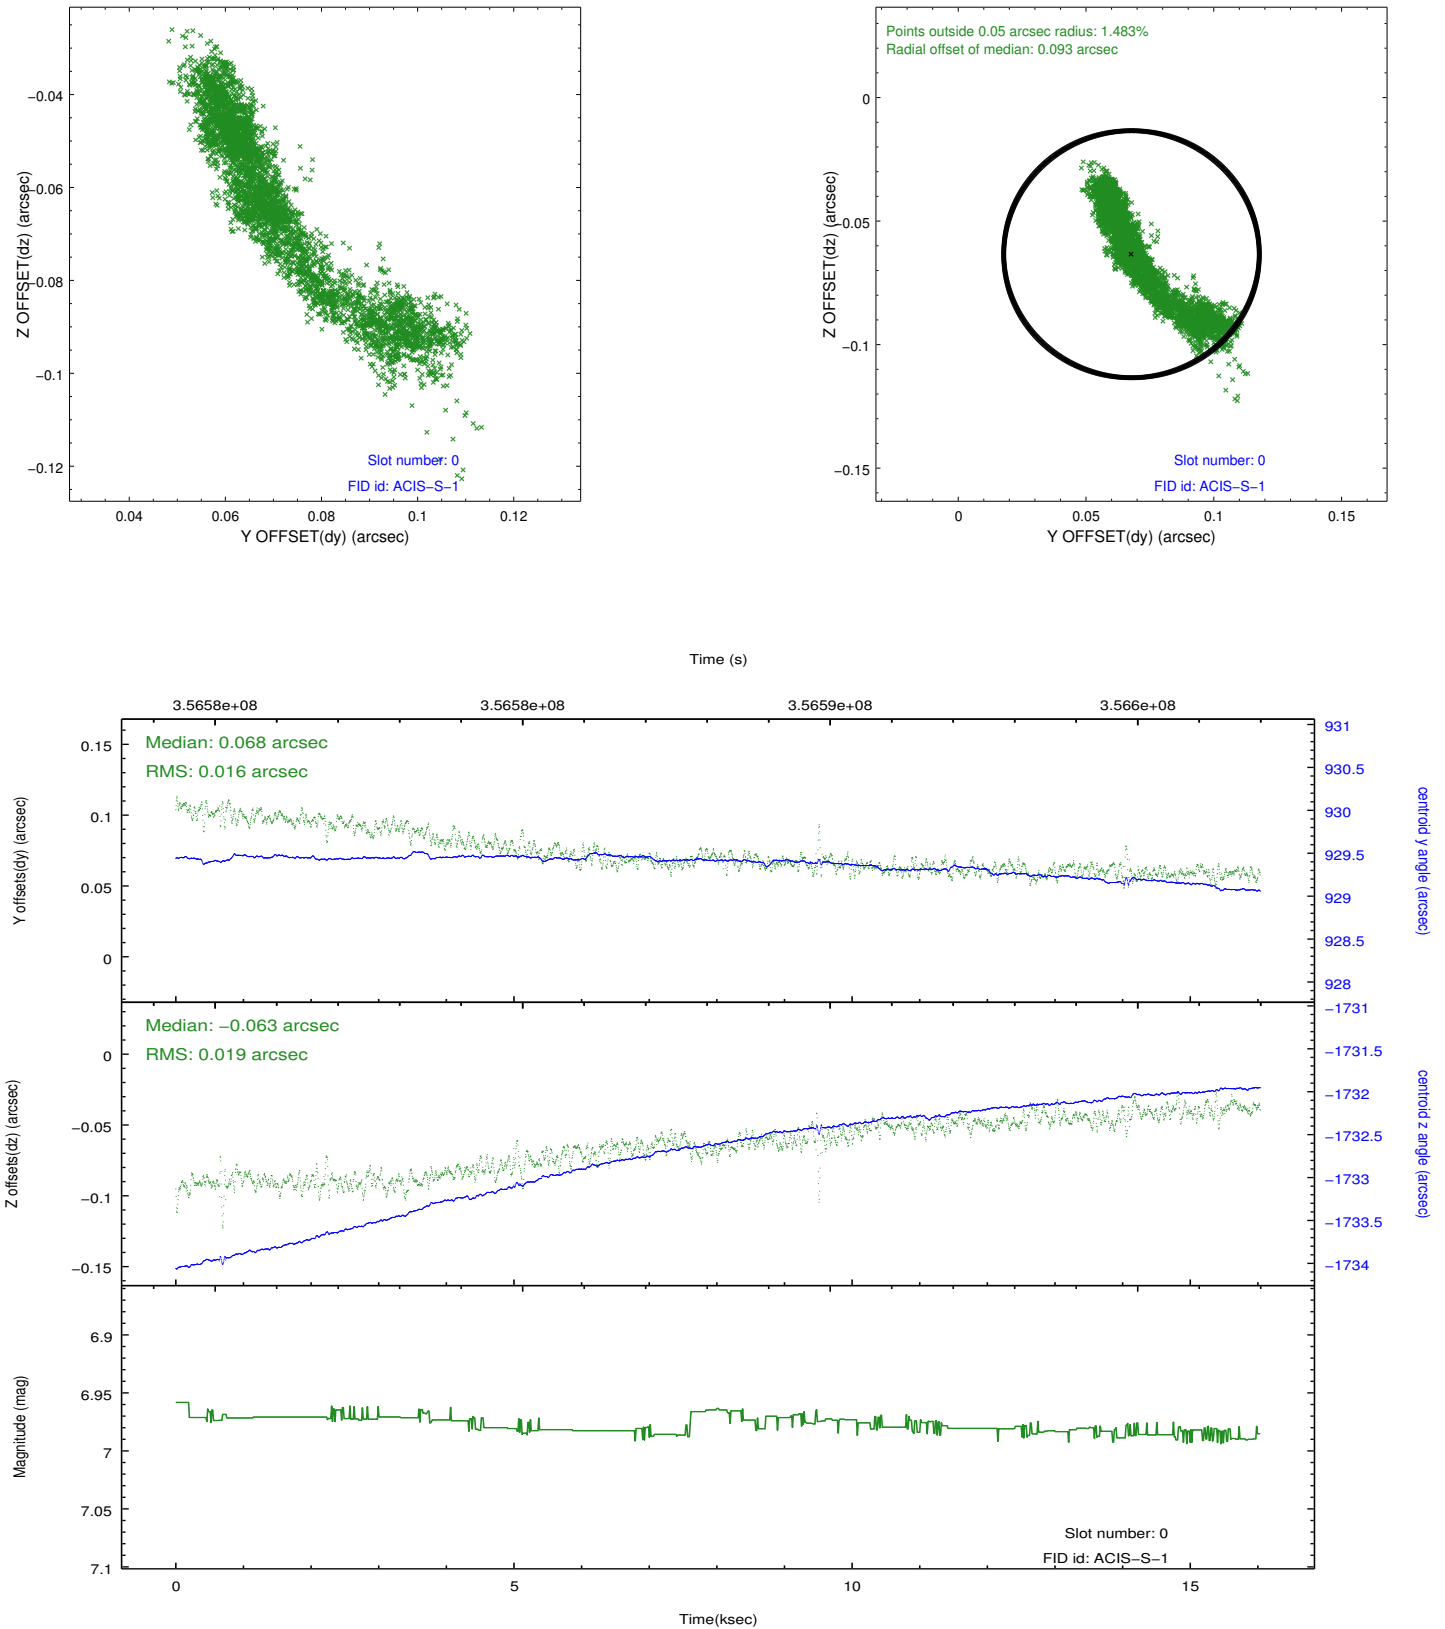 −0.04
−0.06
−0.08
−0.1
−0.12
Z OFFSET(dz) (arcsec)
Slot number: 0
FID id: ACIS−S−1
0.04
0.06
0.08
0.1
0.12
Y OFFSET(dy) (arcsec)
Points outside 0.05 arcsec radius: 1.483%
Radial offset of median: 0.093 arcsec
0
−0.05
−0.1
−0.15
Z OFFSET(dz) (arcsec)
Slot number: 0
FID id: ACIS−S−1
0
0.05
0.1
0.15
Y OFFSET(dy) (arcsec)
Time (s)
3.5658e+08
3.5658e+08
3.5659e+08
3.566e+08
Median: 0.068 arcsec
RMS: 0.016 arcsec
0.15
0.1
0.05
0
Y offsets(dy) (arcsec)
931
930.5
930
929.5
929
928.5
928
centroid y angle (arcsec)
Median: −0.063 arcsec
RMS: 0.019 arcsec
0
−0.05
−0.1
−0.15
Z offsets(dz) (arcsec)
−1731
−1731.5
−1732
−1732.5
−1733
−1733.5
−1734
centroid z angle (arcsec)
6.9
6.95
7
7.05
7.1
Magnitude (mag)
Slot number: 0
FID id: ACIS−S−1
0
5
10
15
Time(ksec)